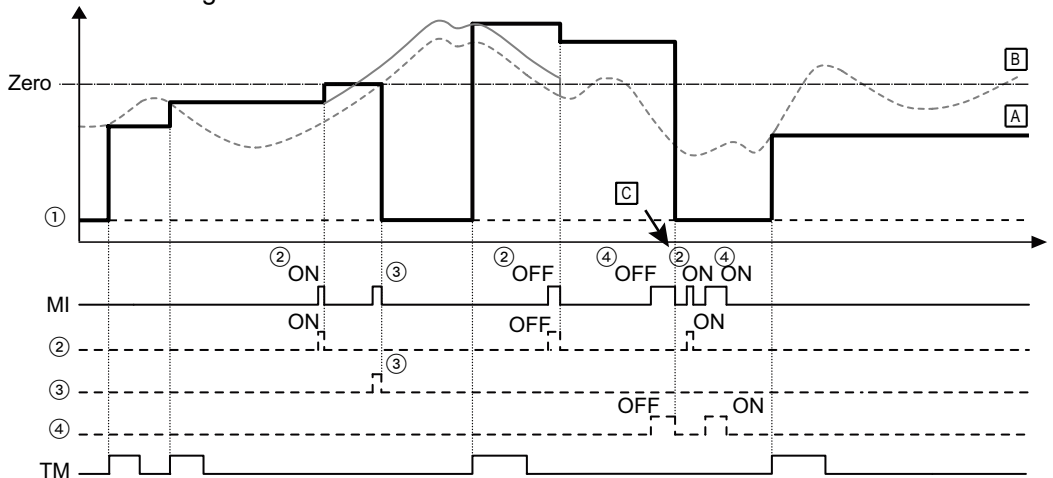 Zero
B
A
C
①
② ON ③ ② OFF ④ OFF ② ON ④ ON
MI
ON OFF ON
②
③
③
OFF ON
④
TM